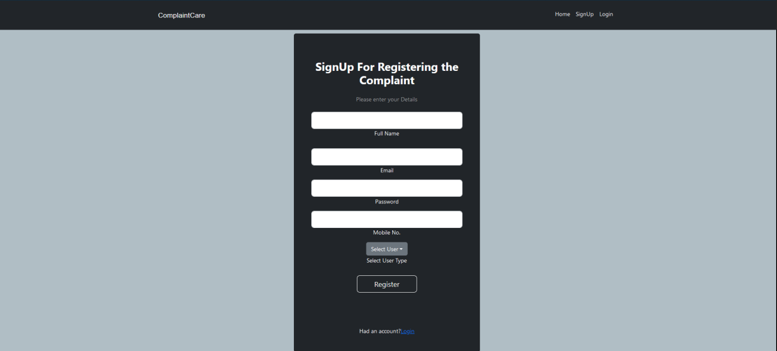 ComplaintCare
Home SignUp Login
SignUp For Registering the
Complaint
Please enter your Details
Full Name
Email
Password
Mobile No.
Select User
Select User Type
Register
Had an account?Login